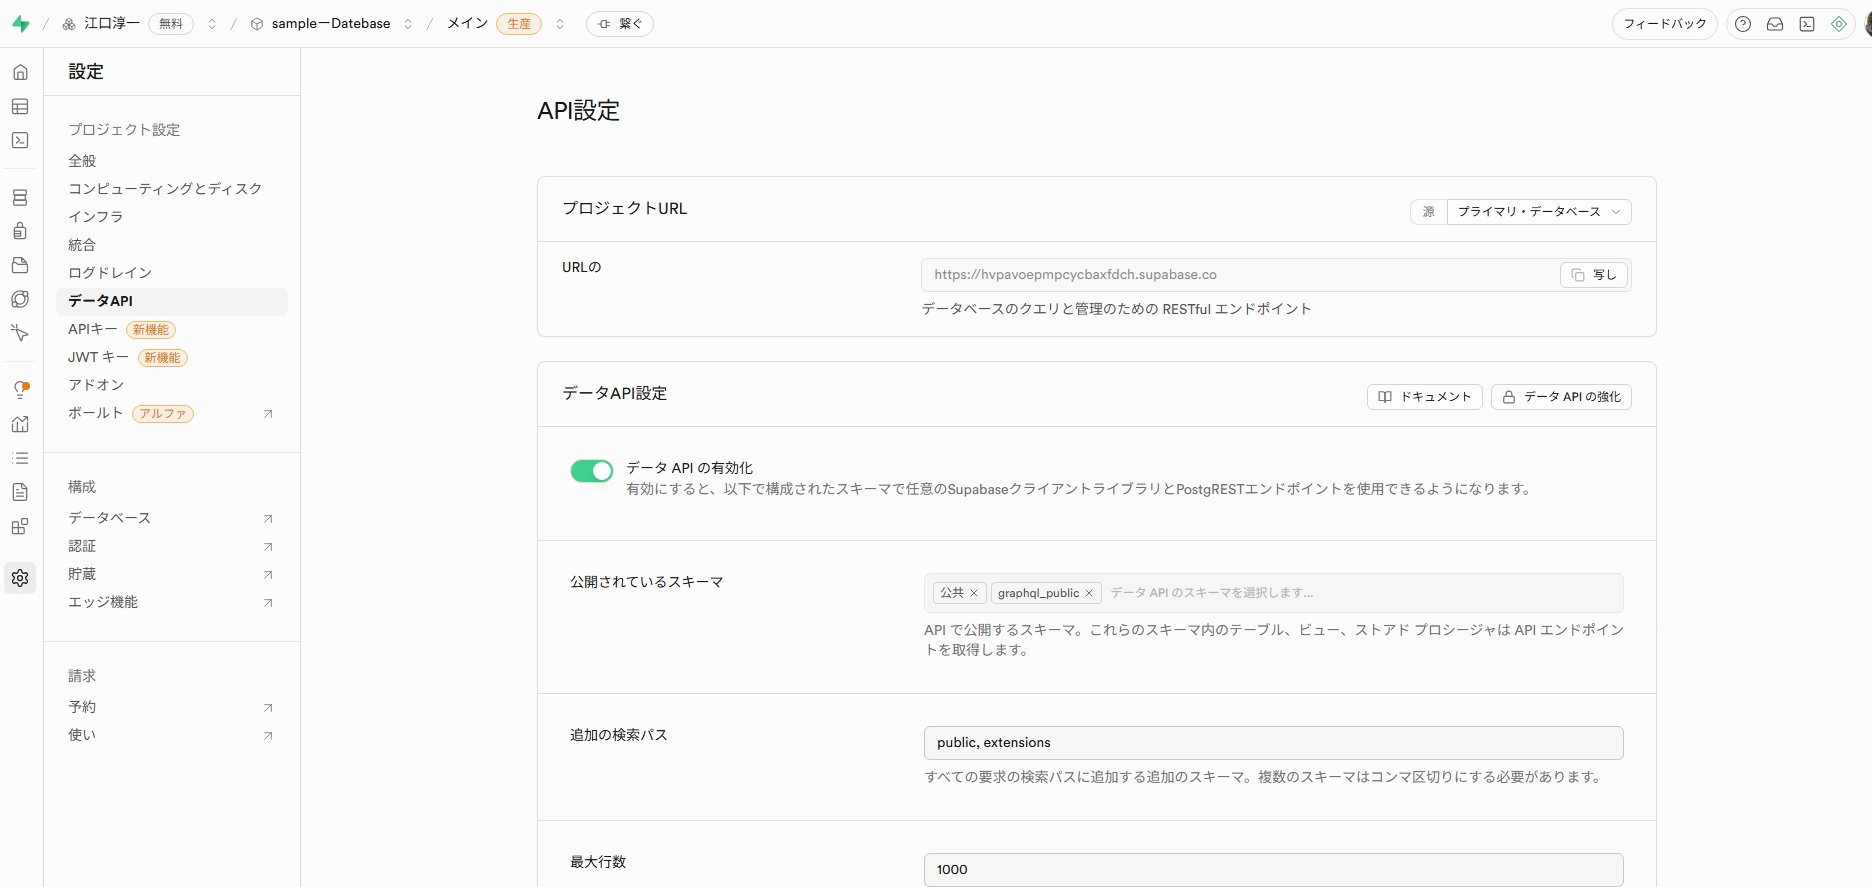 江口淳一 無料 / sampleーDatebase / メイン 生産 繋ぐ フィードバック
設定
プロジェクト設定
全般
コンピューティングとディスク
インフラ
統合
ログドレイン
データAPI
APIキー 新機能
JWT キー 新機能
アドオン
ボールト アルファ
構成
データベース
認証
貯蔵
エッジ機能
請求
予約
使い
API設定
プロジェクトURL
源 プライマリ・データベース
URLの
https://hvpavoepmpcycbaxfdch.supabase.co 写し
データベースのクエリと管理のための RESTful エンドポイント
データAPI設定
ドキュメント データ API の強化
データ API の有効化
有効にすると、以下で構成されたスキーマで任意のSupabaseクライアントライブラリとPostgRESTエンドポイントを使用できるようになります。
公開されているスキーマ
公共 graphql_public データ API のスキーマを選択します...
API で公開するスキーマ。これらのスキーマ内のテーブル、ビュー、ストアド プロシージャは API エンドポイン
トを取得します。
追加の検索パス
public, extensions
すべての要求の検索パスに追加する追加のスキーマ。複数のスキーマはコンマ区切りにする必要があります。
最大行数
1000